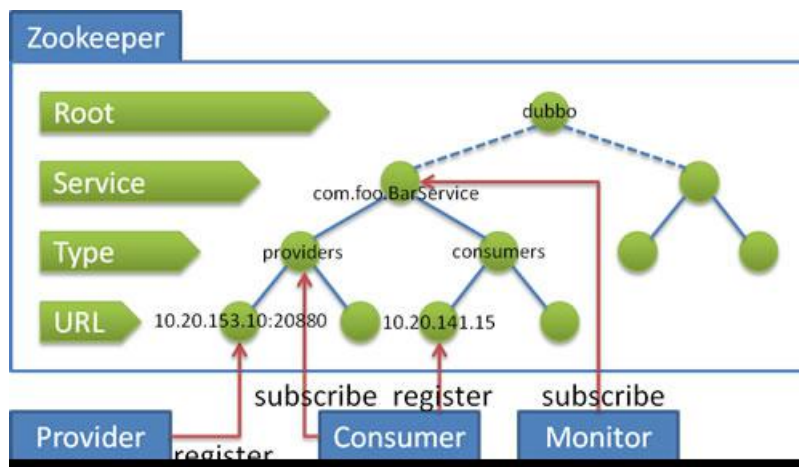 Zookeeper
Root
dubbo
Service
com.foo.BarService
Type
providers
consumers
URL
10.20.153.10:20880
10.20.141.15
subscribe
register
subscribe
Provider
register
Consumer
Monitor